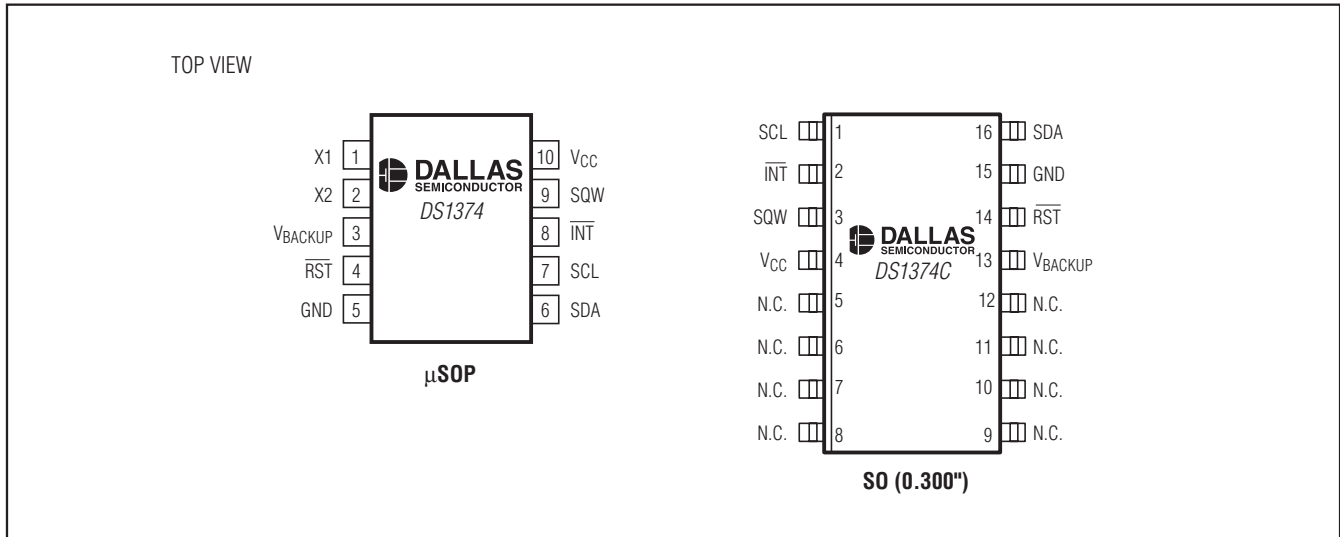 TOP VIEW
X1 1
X2 2
VBACKUP 3
RST 4
GND 5
DALLAS
SEMICONDUCTOR
DS1374
10 VCC
9 SQW
8 INT
7 SCL
6 SDA
μSOP
SCL 1
INT 2
SQW 3
VCC 4
N.C. 5
N.C. 6
N.C. 7
N.C. 8
DALLAS
SEMICONDUCTOR
DS1374C
16 SDA
15 GND
14 RST
13 VBACKUP
12 N.C.
11 N.C.
10 N.C.
9 N.C.
SO (0.300")